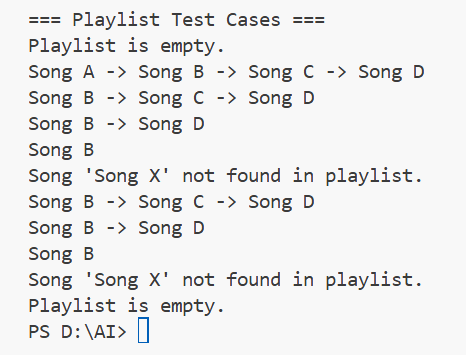 === Playlist Test Cases ===
Playlist is empty.
Song A -> Song B -> Song C -> Song D
Song B -> Song C -> Song D
Song B -> Song D
Song B
Song 'Song X' not found in playlist.
Song B -> Song C -> Song D
Song B -> Song D
Song B
Song 'Song X' not found in playlist.
Playlist is empty.
PS D:\AI>